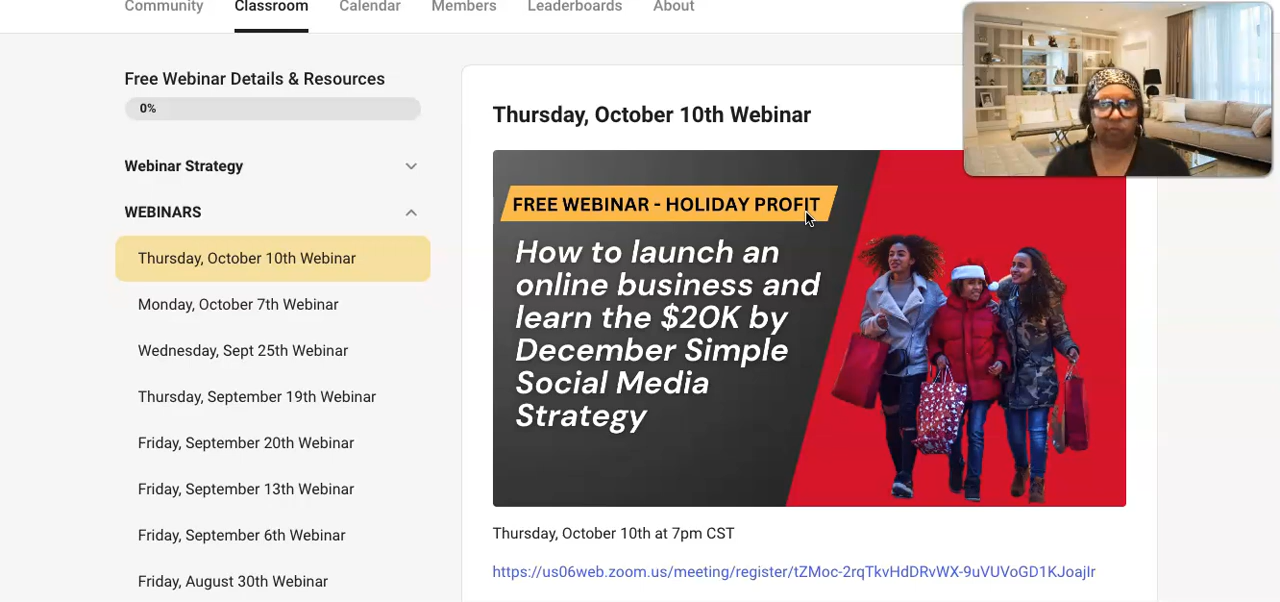 Community
Classroom
Calendar
Members
Leaderboards
About
Free Webinar Details & Resources
0%
Webinar Strategy
WEBINARS
Thursday, October 10th Webinar
Monday, October 7th Webinar
Wednesday, Sept 25th Webinar
Thursday, September 19th Webinar
Friday, September 20th Webinar
Friday, September 13th Webinar
Friday, September 6th Webinar
Friday, August 30th Webinar
Thursday, October 10th Webinar
FREE WEBINAR - HOLIDAY PROFIT
How to launch an
online business and
learn the $20K by
December Simple
Social Media
Strategy
Thursday, October 10th at 7pm CST
https://us06web.zoom.us/meeting/register/tZMoc-2rqTkvHdDRvWX-9uVUVoGD1KJoajIr